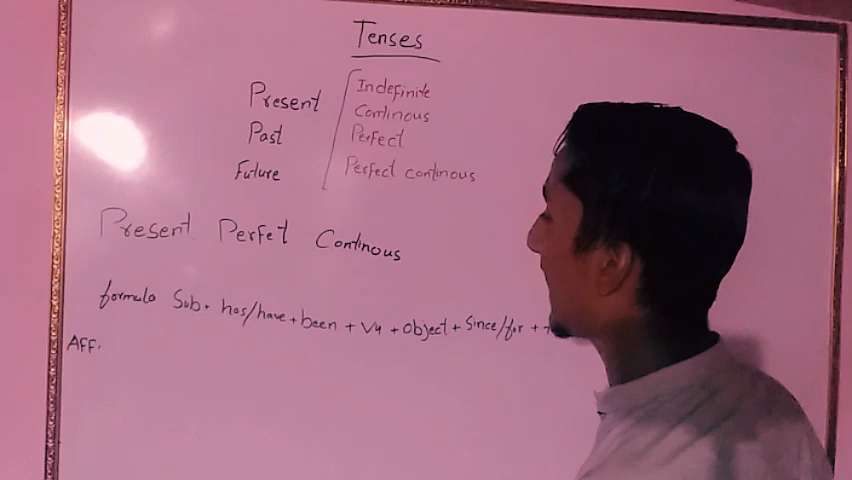 Tenses
Present
Indefinite
Continous
Past
Perfect
Future
Perfect continous
Present Perfet Continous
formula Sub + has/have + been + V4 + Object + Since/for +
AFF.